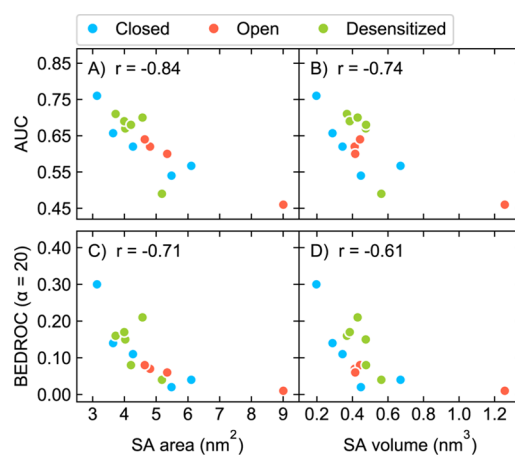 Closed Open Desensitized
A) r = -0.84
B) r = -0.74
AUC
0.85
0.75
0.65
0.55
0.45
C) r = -0.71
D) r = -0.61
BEDROC (α = 20)
0.40
0.30
0.20
0.10
0.00
3 4 5 6 7 8 9
0.2 0.4 0.6 0.8 1.0 1.2
SA area (nm²)
SA volume (nm³)